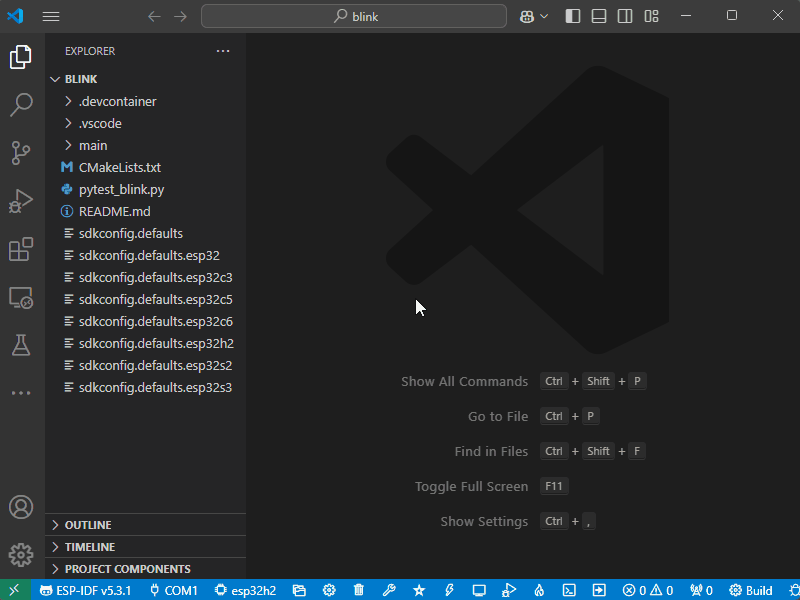 blink
EXPLORER
BLINK
.devcontainer
.vscode
main
CMakeLists.txt
pytest_blink.py
README.md
sdkconfig.defaults
sdkconfig.defaults.esp32
sdkconfig.defaults.esp32c3
sdkconfig.defaults.esp32c5
sdkconfig.defaults.esp32c6
sdkconfig.defaults.esp32h2
sdkconfig.defaults.esp32s2
sdkconfig.defaults.esp32s3
OUTLINE
TIMELINE
PROJECT COMPONENTS
Show All Commands Ctrl + Shift + P
Go to File Ctrl + P
Find in Files Ctrl + Shift + F
Toggle Full Screen F11
Show Settings Ctrl + ,
ESP-IDF v5.3.1 COM1 esp32h2 0 0 0 Build